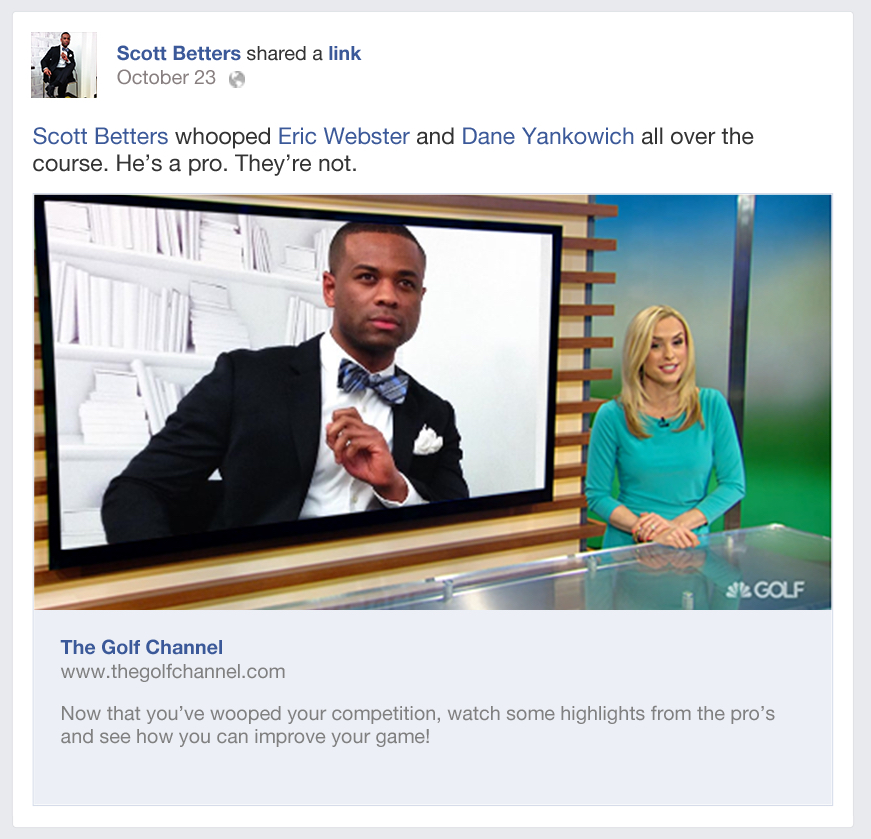 Scott Betters shared a link
October 23
Scott Betters whooped Eric Webster and Dane Yankowich all over the
course. He’s a pro. They’re not.
GOLF
The Golf Channel
www.thegolfchannel.com
Now that you’ve wooped your competition, watch some highlights from the pro’s
and see how you can improve your game!